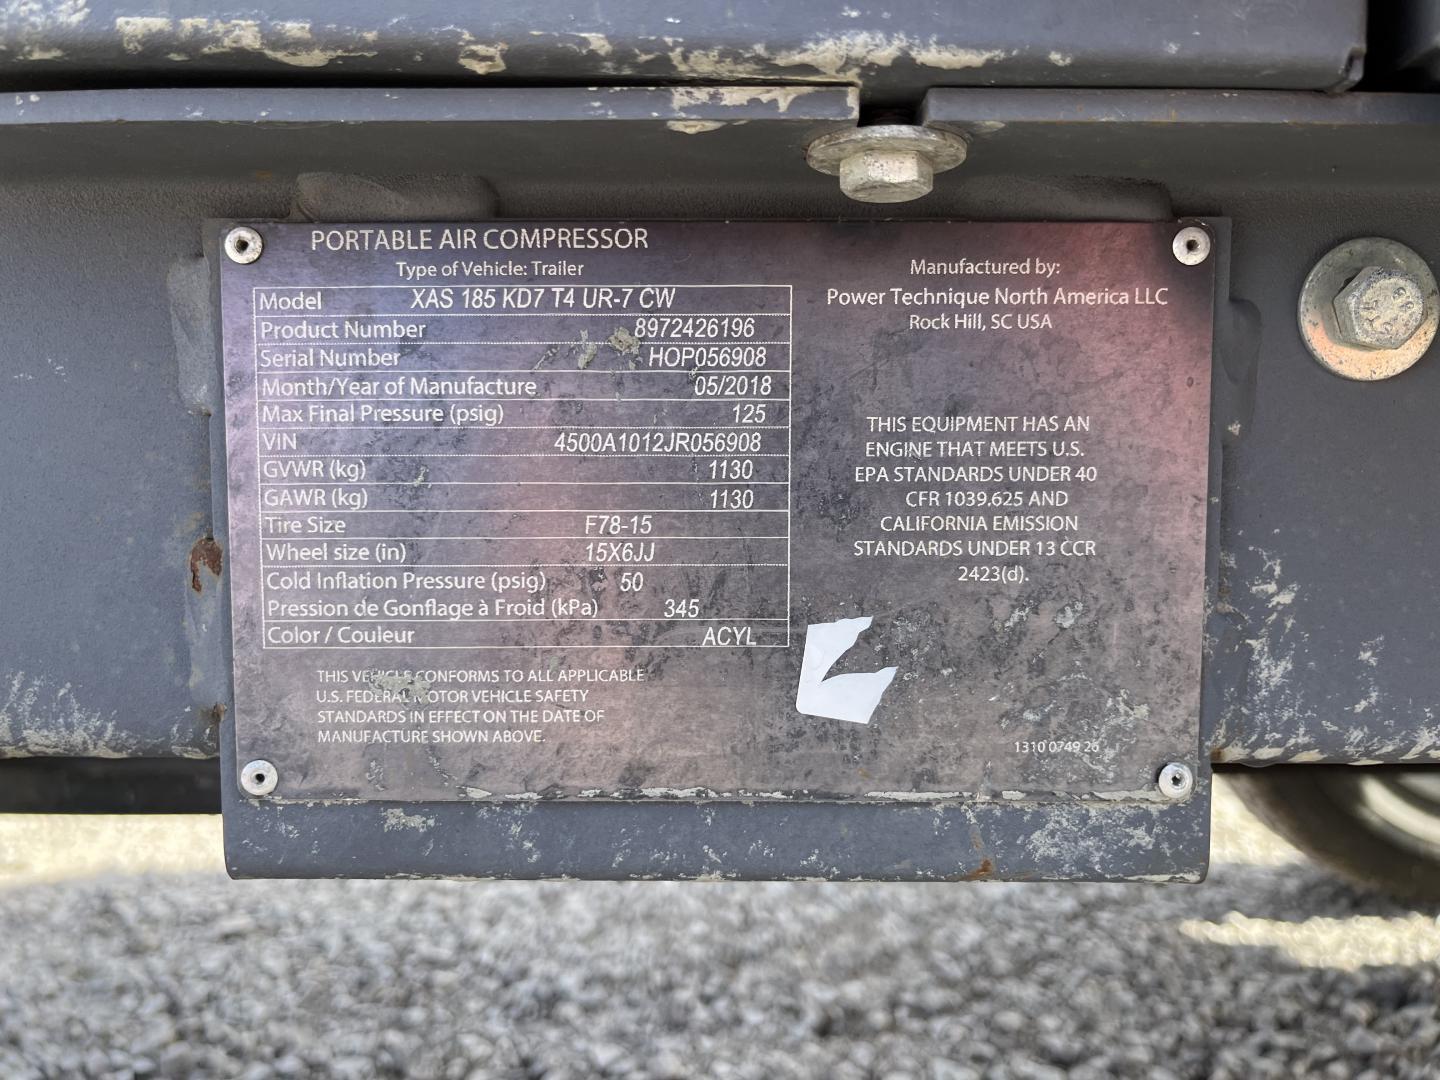 PORTABLE AIR COMPRESSOR
Type of Vehicle: Trailer
Model XAS 185 KD7 T4 UR-7 CW
Product Number 8972426196
Serial Number HOP056908
Month/Year of Manufacture 05/2018
Max Final Pressure (psig) 125
VIN 4500A1012JR056908
GVWR (kg) 1130
GAWR (kg) 1130
Tire Size F78-15
Wheel size (in) 15X6JJ
Cold Inflation Pressure (psig) 50
Pression de Gonflage à Froid (kPa) 345
Color / Couleur ACYL
THIS VEHICLE CONFORMS TO ALL APPLICABLE
U.S. FEDERAL MOTOR VEHICLE SAFETY
STANDARDS IN EFFECT ON THE DATE OF
MANUFACTURE SHOWN ABOVE.
Manufactured by:
Power Technique North America LLC
Rock Hill, SC USA
THIS EQUIPMENT HAS AN
ENGINE THAT MEETS U.S.
EPA STANDARDS UNDER 40
CFR 1039.625 AND
CALIFORNIA EMISSION
STANDARDS UNDER 13 CCR
2423(d).
1310 0749 26